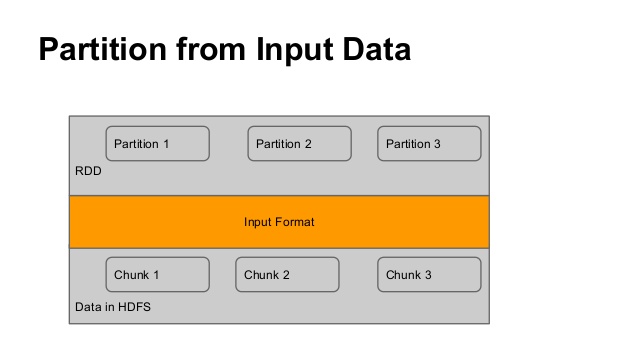 Partition from Input Data
Partition 1
Partition 2
Partition 3
RDD
Input Format
Chunk 1
Chunk 2
Chunk 3
Data in HDFS